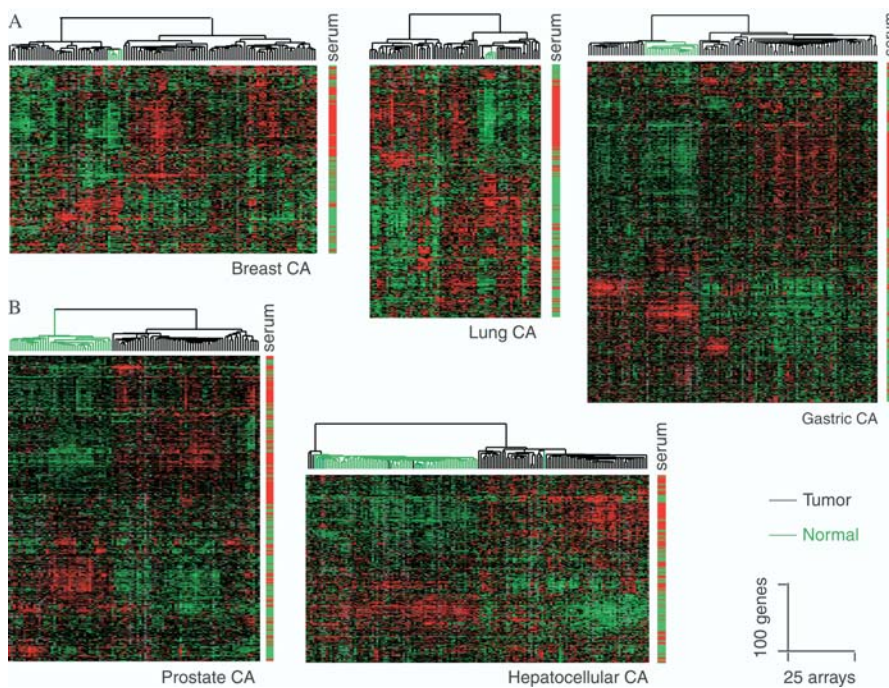 A
serum
Breast CA
serum
Lung CA
serum
Gastric CA
B
serum
Prostate CA
serum
Hepatocellular CA
Tumor
Normal
100 genes
25 arrays